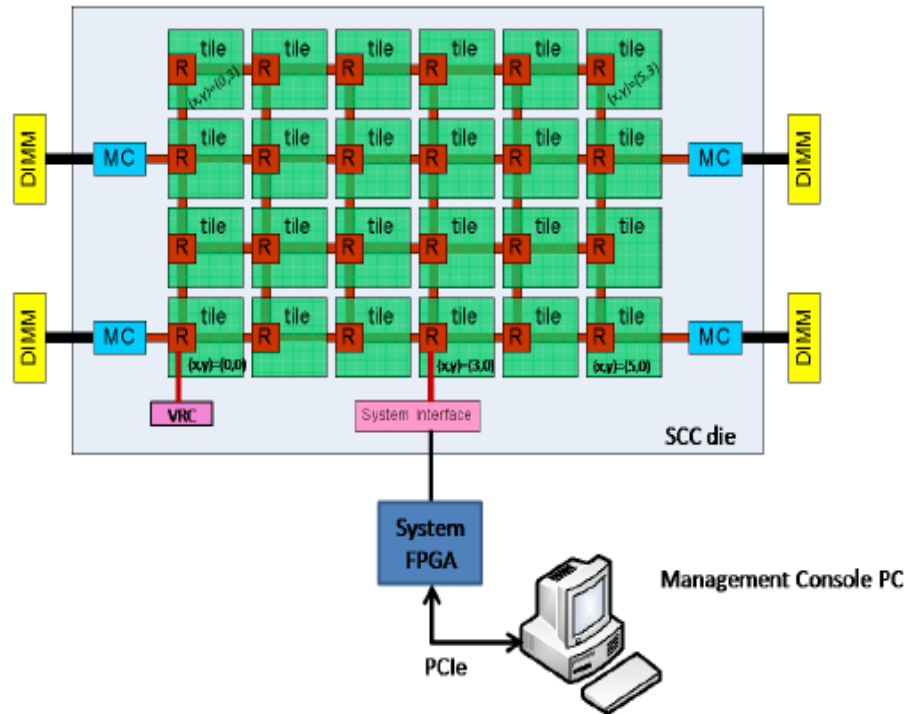 tile tile tile tile tile tile
R R R R R R
(x,y)=(0,3) (x,y)=(5,3)
tile tile tile tile tile tile
DIMM MC R R R R R R MC DIMM
tile tile tile tile tile tile
R R R R R R
tile tile tile tile tile tile
DIMM MC R R R R R R MC DIMM
(x,y)=(0,0) (x,y)=(3,0) (x,y)=(5,0)
VRC System Interface
SCC die
System
FPGA
Management Console PC
PCIe